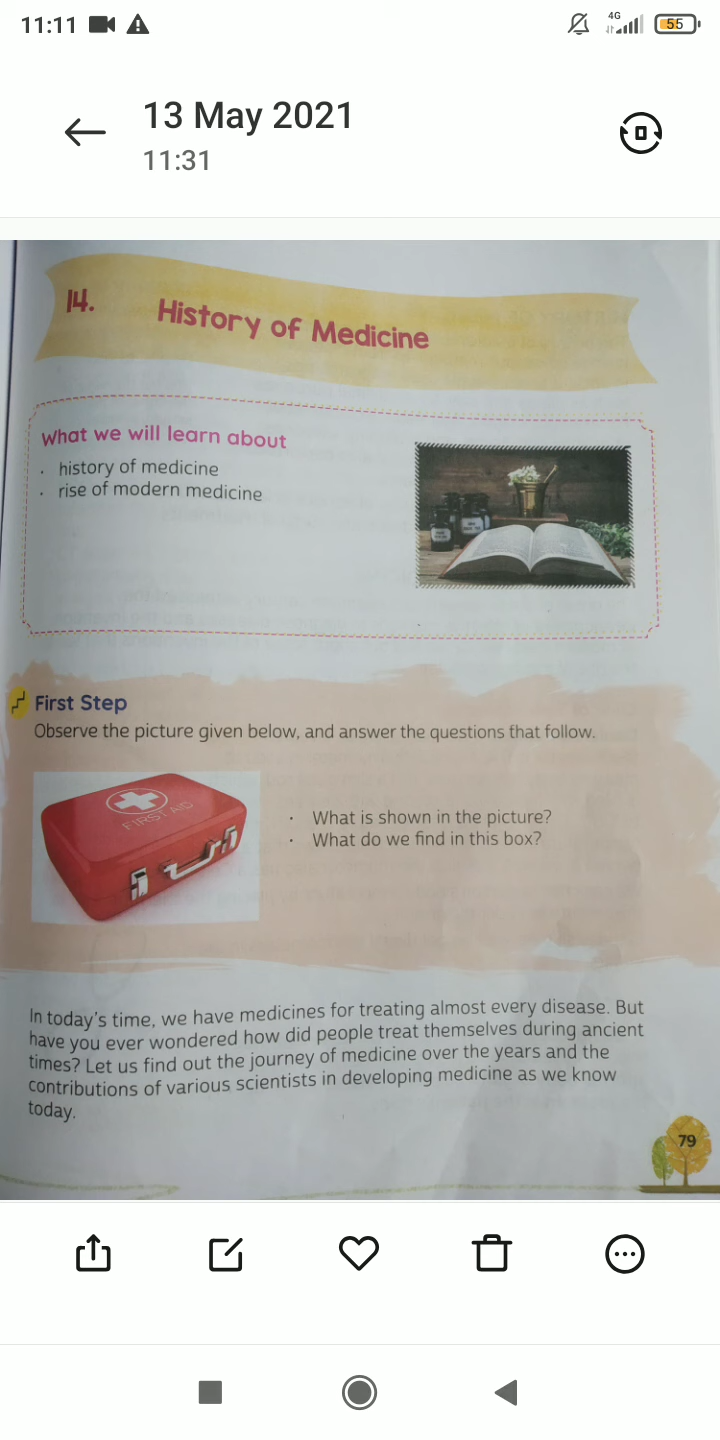 11:11
4G
55
13 May 2021
11:31
14. History of Medicine
What we will learn about
• history of medicine
• rise of modern medicine
First Step
Observe the picture given below, and answer the questions that follow.
FIRST AID
• What is shown in the picture?
• What do we find in this box?
In today's time, we have medicines for treating almost every disease. But
have you ever wondered how did people treat themselves during ancient
times? Let us find out the journey of medicine over the years and the
contributions of various scientists in developing medicine as we know
today.
79